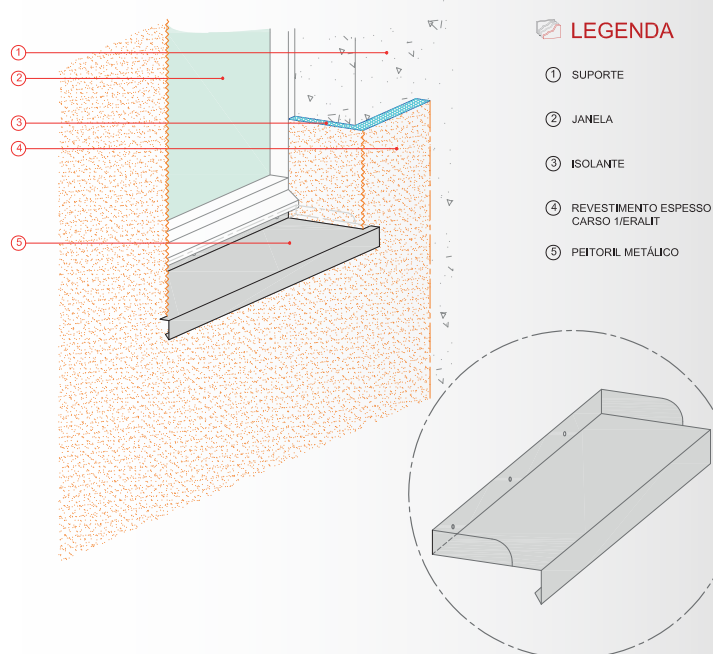 LEGENDA
1 SUPORTE
2 JANELA
3 ISOLANTE
4 REVESTIMENTO ESPESSO
CARSO 1/ERALIT
5 PEITORIL METÁLICO
1
2
3
4
5